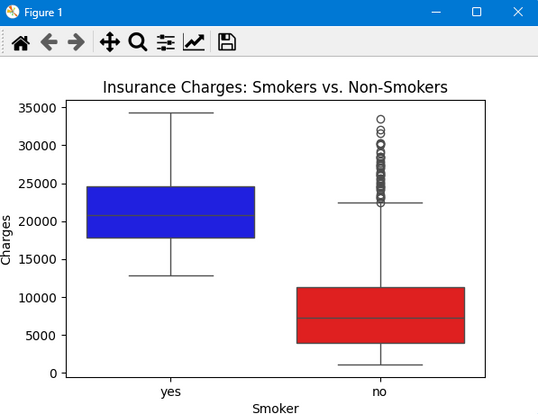 Figure 1
Insurance Charges: Smokers vs. Non-Smokers
35000
30000
25000
20000
15000
10000
5000
0
Charges
yes
no
Smoker